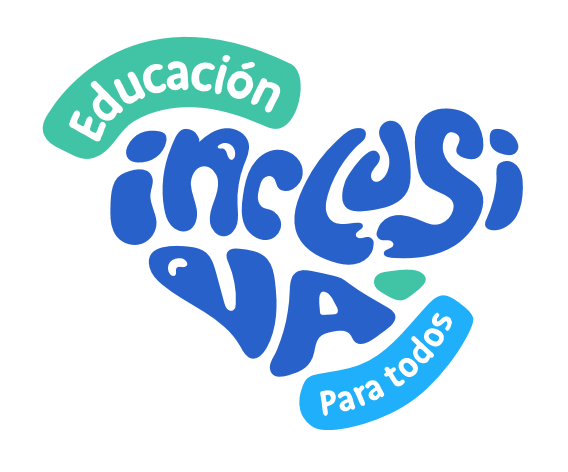 Educación
inclusi
VA
Para todos